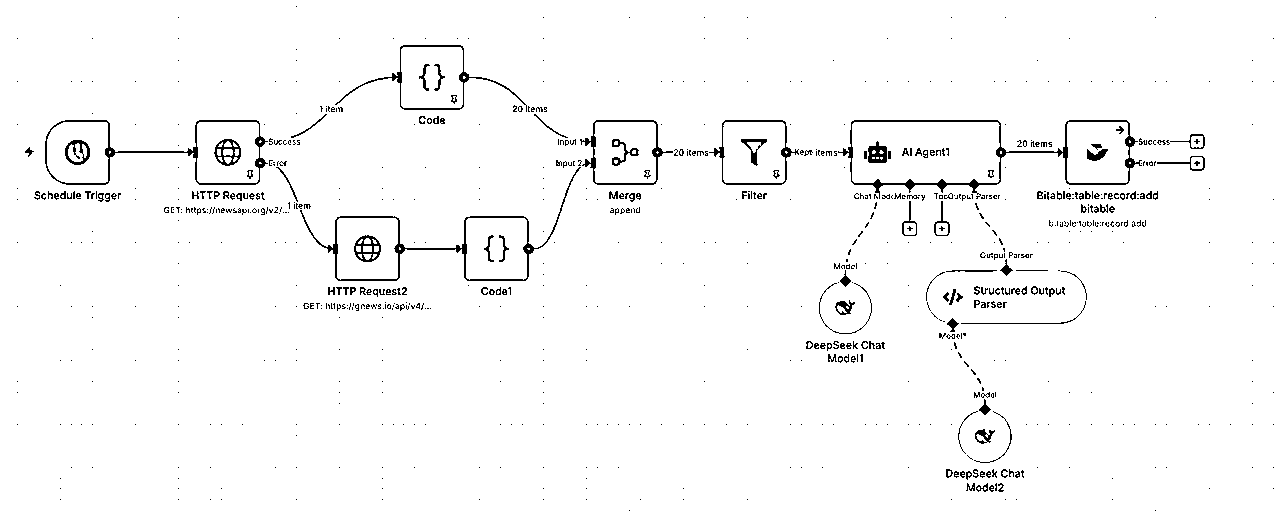 Code
1 item
20 items
Schedule Trigger
Success
Error
HTTP Request
GET: https://newsapi.org/v2/...
1 item
HTTP Request2
GET: https://gnews.io/api/v4/...
Code1
Input 1
Input 2
Merge
append
20 items
Filter
Kept items
AI Agent1
Chat Model
Memory
Tool
Output Parser
20 items
Success
Error
Bitable:table:record:add
bitable
bitable:table:record:add
Model
DeepSeek Chat
Model1
Output Parser
Structured Output
Parser
Model*
Model
DeepSeek Chat
Model2